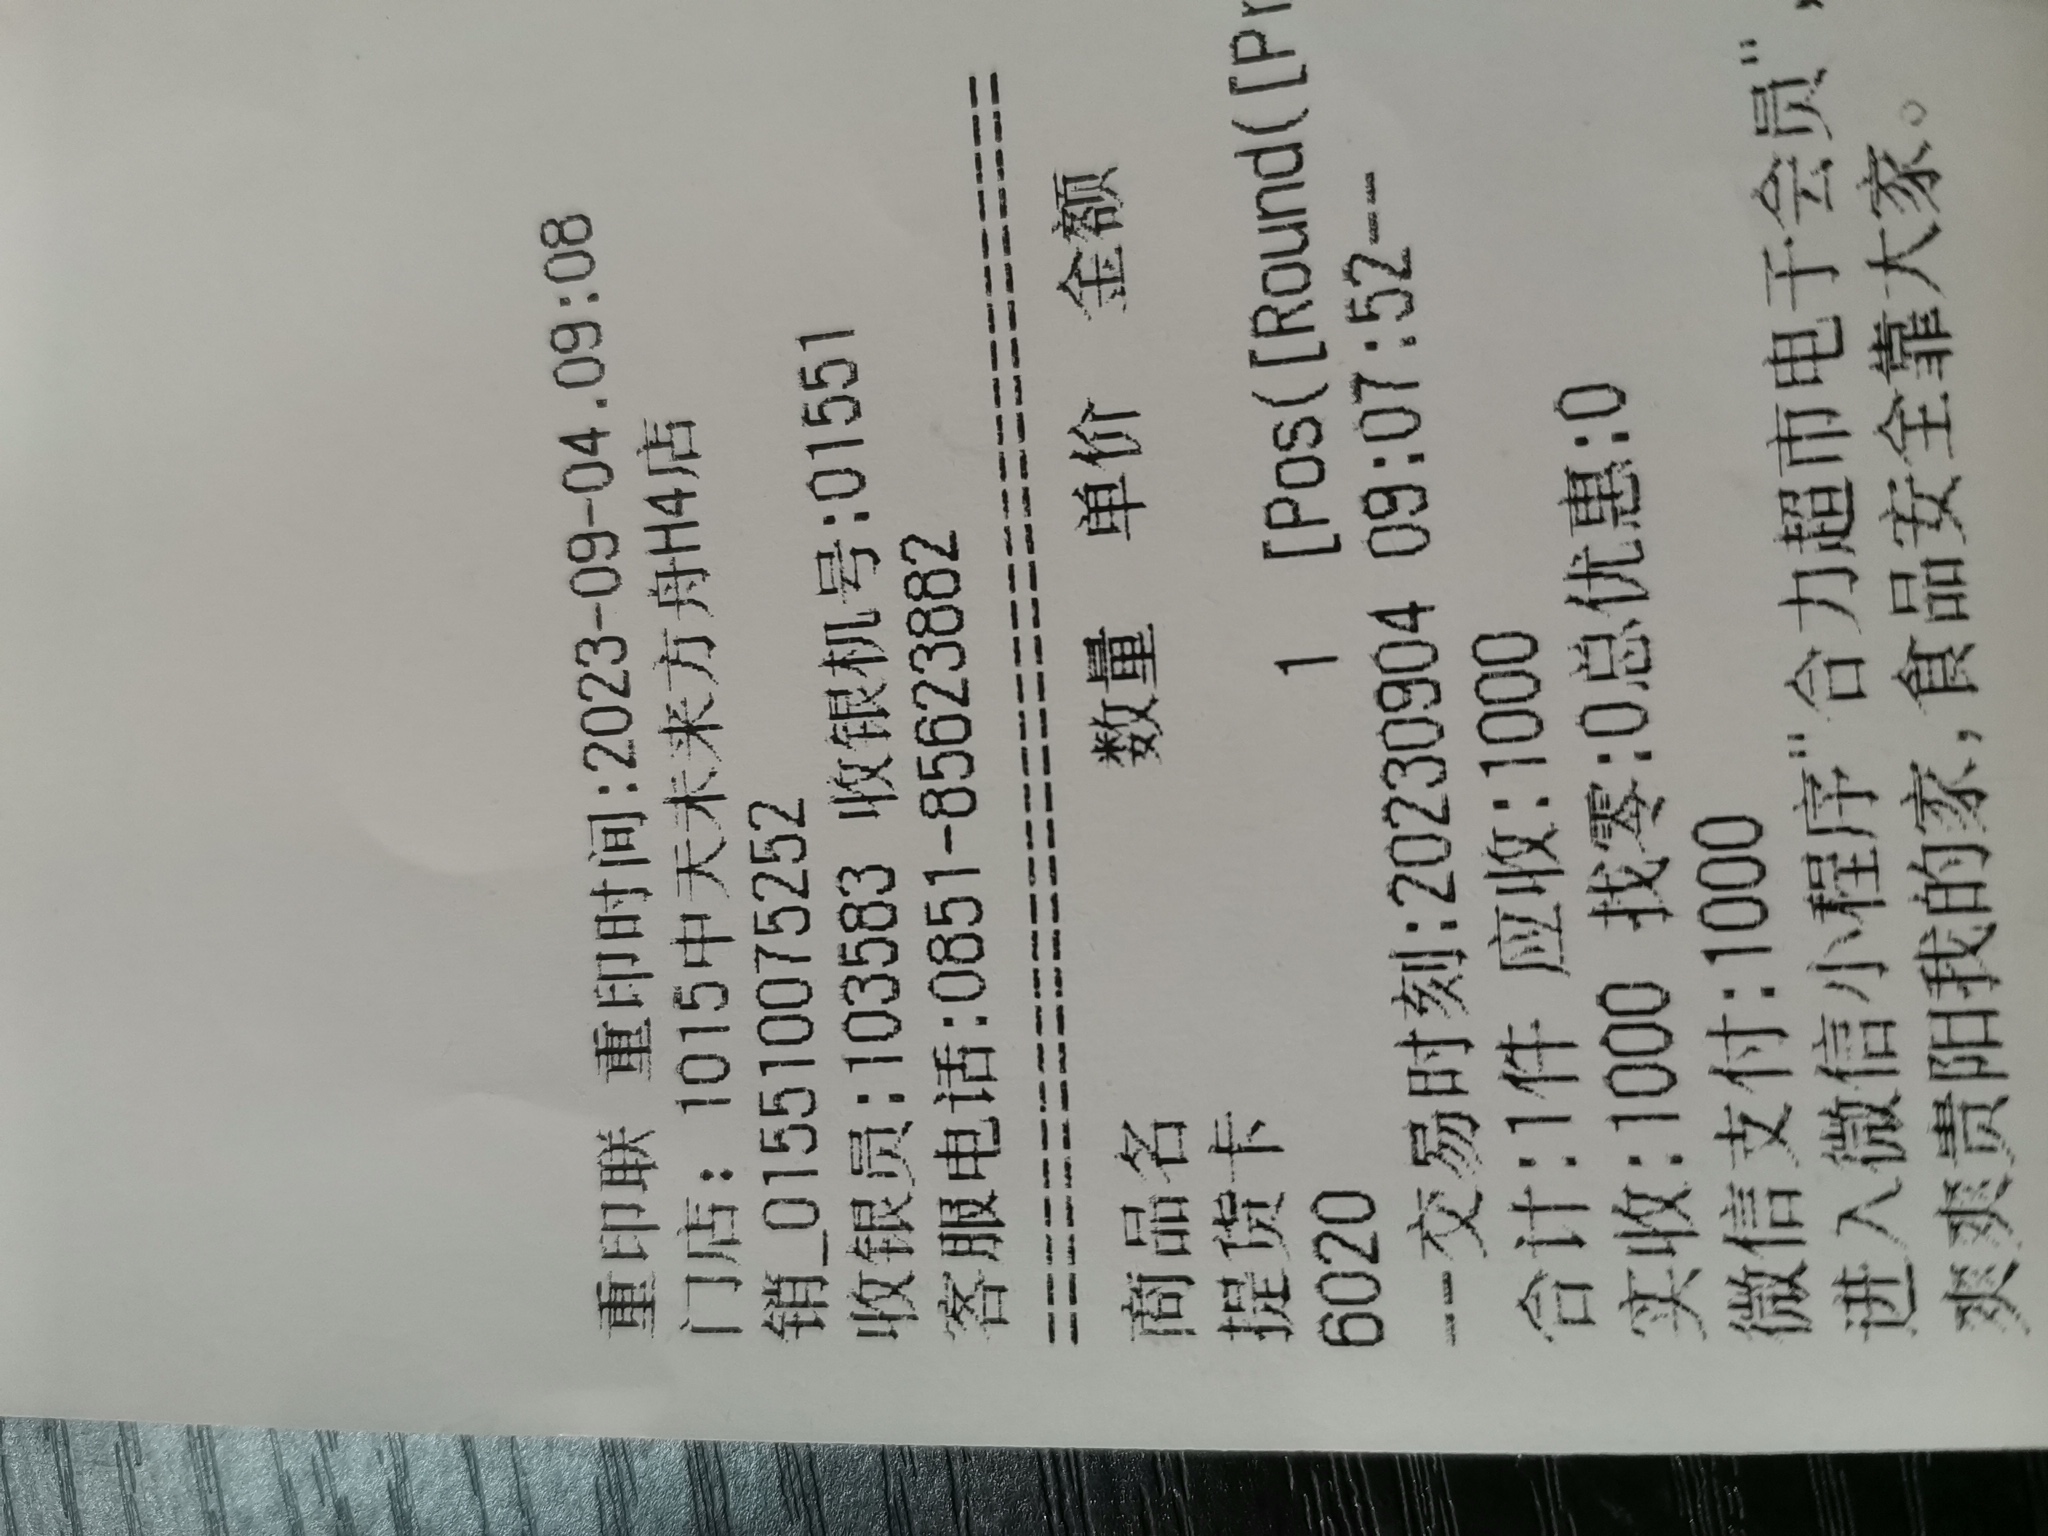 重印联 重印时间:2023-09-04.09:08
门店: 1015中天未来方舟H4店
销_015510075252
收银员:103583 收银机号:01551
客服电话:0851-85623882
========================================
商品名 数量 单价 金额
提货卡
6020 1 [Pos([Round([Pr
--交易时刻:20230904 09:07:52--
合计:1件 应收:1000
实收:1000 找零:0总优惠:0
微信支付:1000
进入微信小程序"合力超市电子会员",
爽爽贵阳我的家,食品安全靠大家。